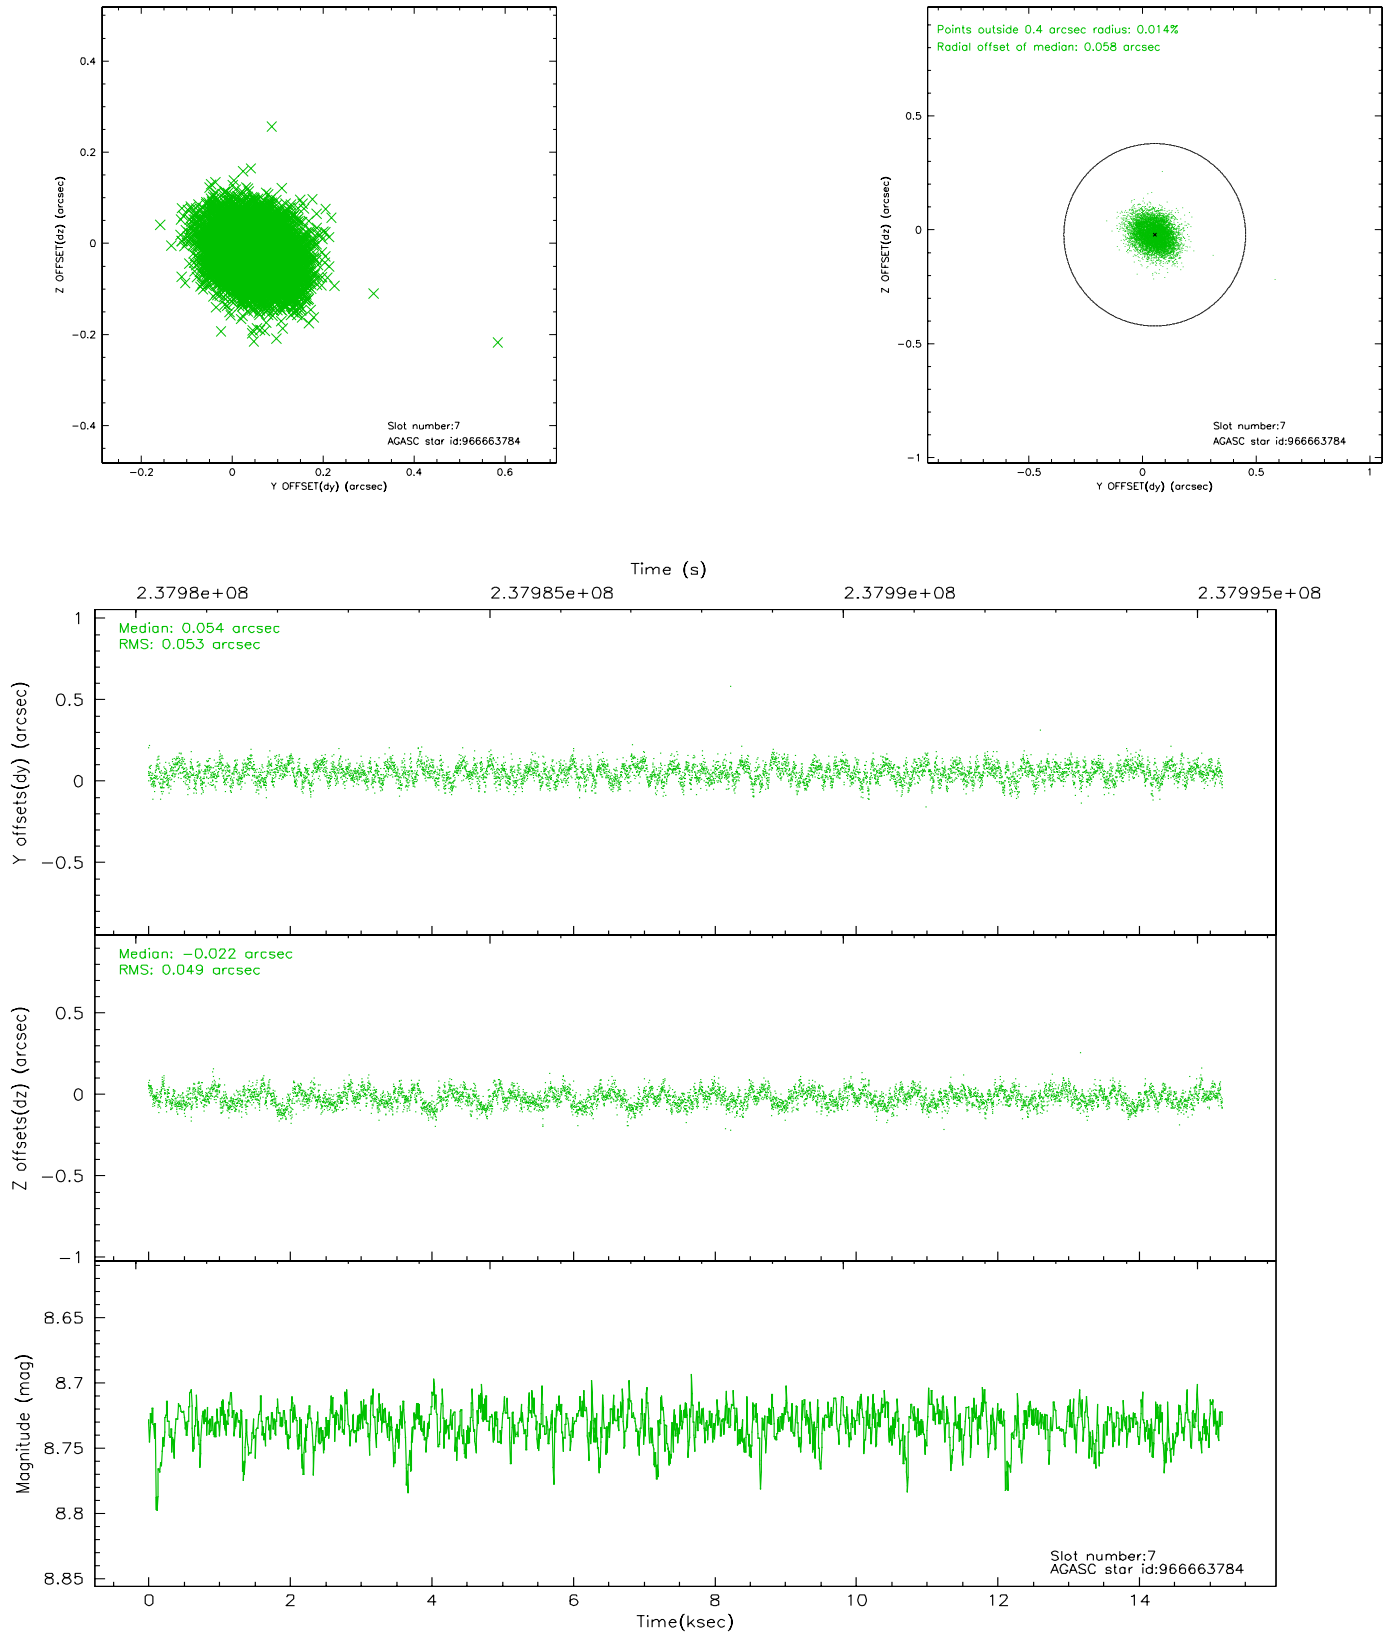 0.4
0.2
0
−0.2
−0.4
Z OFFSET(dz) (arcsec)
Slot number:7
AGASC star id:966663784
−0.2 0 0.2 0.4 0.6
Y OFFSET(dy) (arcsec)
Points outside 0.4 arcsec radius: 0.014%
Radial offset of median: 0.058 arcsec
0.5
0
−0.5
−1
Z OFFSET(dz) (arcsec)
Slot number:7
AGASC star id:966663784
−0.5 0 0.5 1
Y OFFSET(dy) (arcsec)
Time (s)
2.3798e+08 2.37985e+08 2.3799e+08 2.37995e+08
Median: 0.054 arcsec
RMS: 0.053 arcsec
1
0.5
0
−0.5
Y offsets(dy) (arcsec)
Median: −0.022 arcsec
RMS: 0.049 arcsec
0.5
0
−0.5
−1
Z offsets(dz) (arcsec)
8.65
8.7
8.75
8.8
8.85
Magnitude (mag)
Slot number:7
AGASC star id:966663784
0 2 4 6 8 10 12 14
Time(ksec)